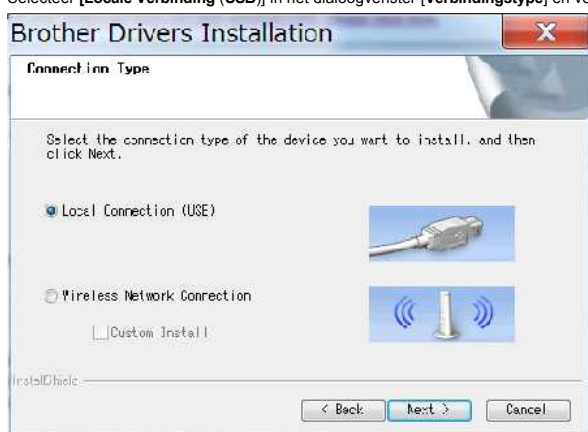 Selecteer [Locale verbinding (USB)] in het dialoogvenster [Verbindingstype] en
Brother Drivers Installation
Connection Type
Select the connection type of the device you want to install, and then
click Next.
Local Connection (USB)
Wireless Network Connection
Custom Install
InstallShield
< Back
Next >
Cancel